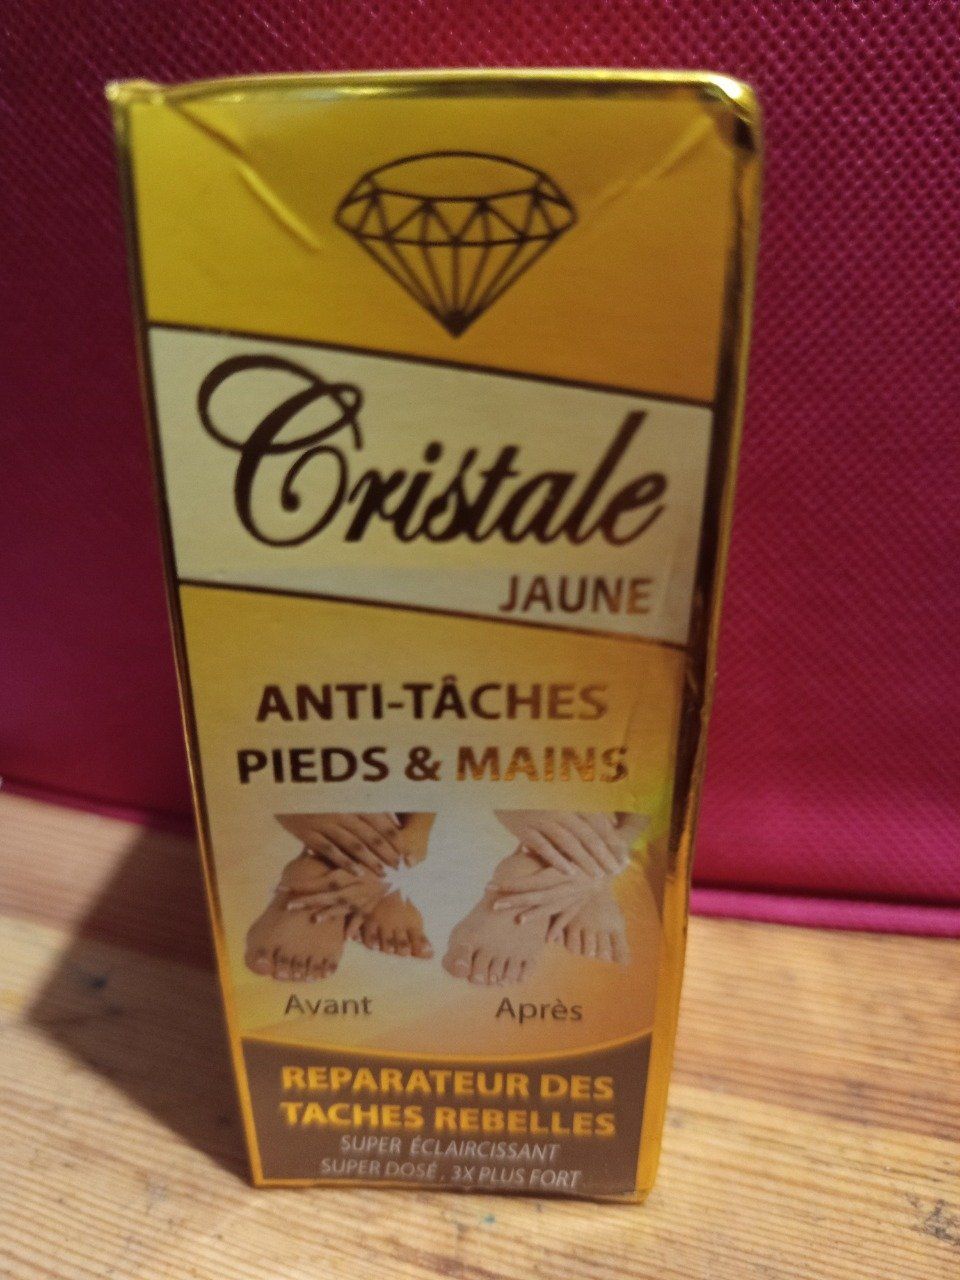 Cristale
JAUNE
ANTI-TÂCHES
PIEDS & MAINS
Avant
Après
REPARATEUR DES
TACHES REBELLES
SUPER ÉCLAIRCISSANT
SUPER DOSÉ, 3X PLUS FORT